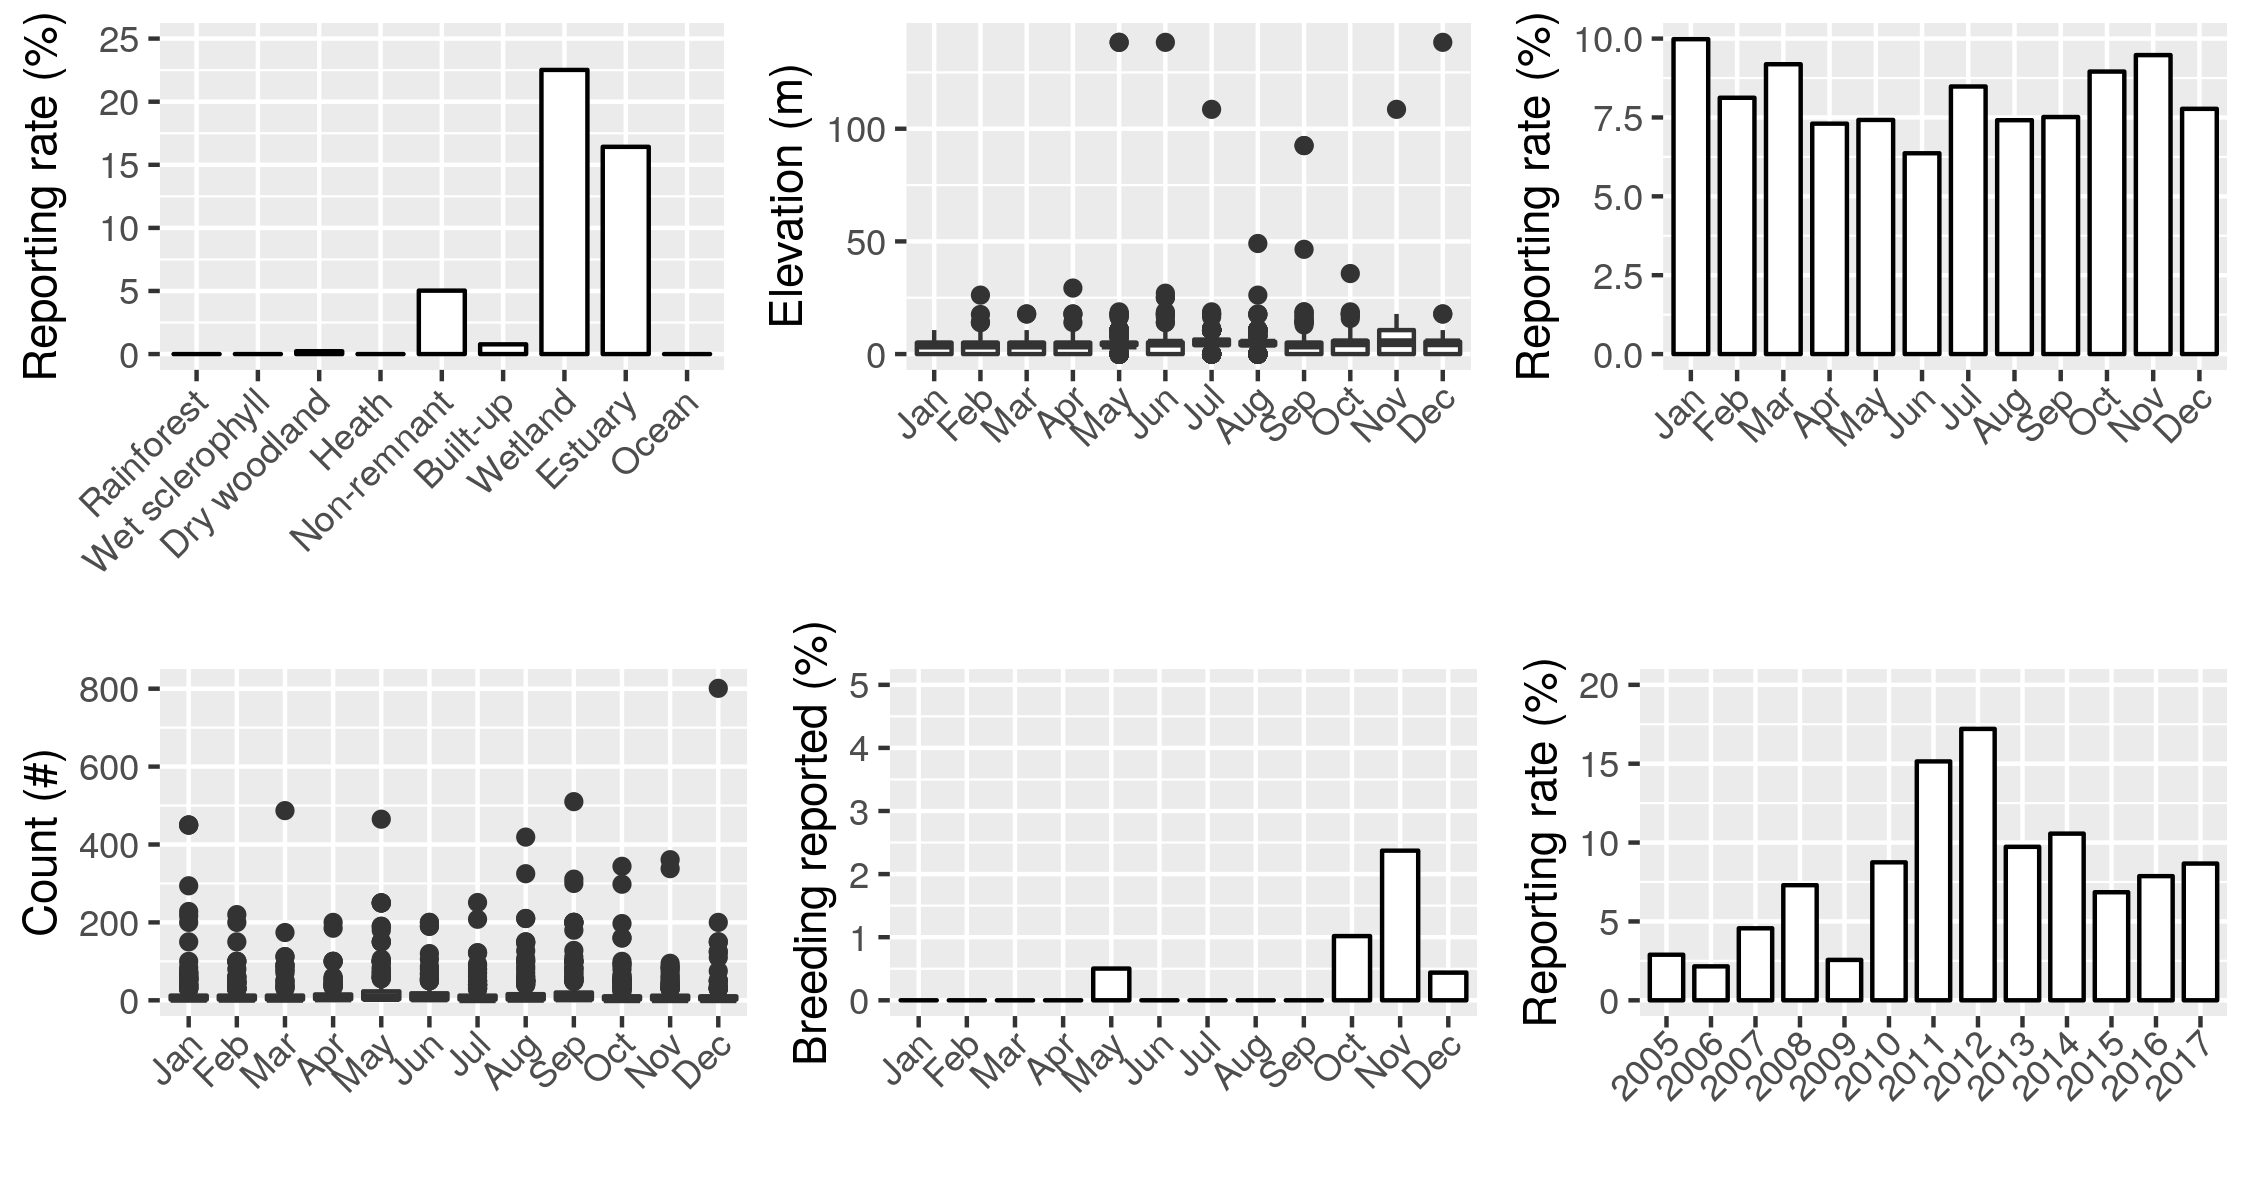 Reporting rate (%)
25
20
15
10
5
0
Rainforest
Wet sclerophyll
Dry woodland
Heath
Non-remnant
Built-up
Wetland
Estuary
Ocean
Elevation (m)
100
50
0
Jan
Feb
Mar
Apr
May
Jun
Jul
Aug
Sep
Oct
Nov
Dec
Reporting rate (%)
10.0
7.5
5.0
2.5
0.0
Jan
Feb
Mar
Apr
May
Jun
Jul
Aug
Sep
Oct
Nov
Dec
Count (#)
800
600
400
200
0
Jan
Feb
Mar
Apr
May
Jun
Jul
Aug
Sep
Oct
Nov
Dec
Breeding reported (%)
5
4
3
2
1
0
Jan
Feb
Mar
Apr
May
Jun
Jul
Aug
Sep
Oct
Nov
Dec
Reporting rate (%)
20
15
10
5
0
2005
2006
2007
2008
2009
2010
2011
2012
2013
2014
2015
2016
2017